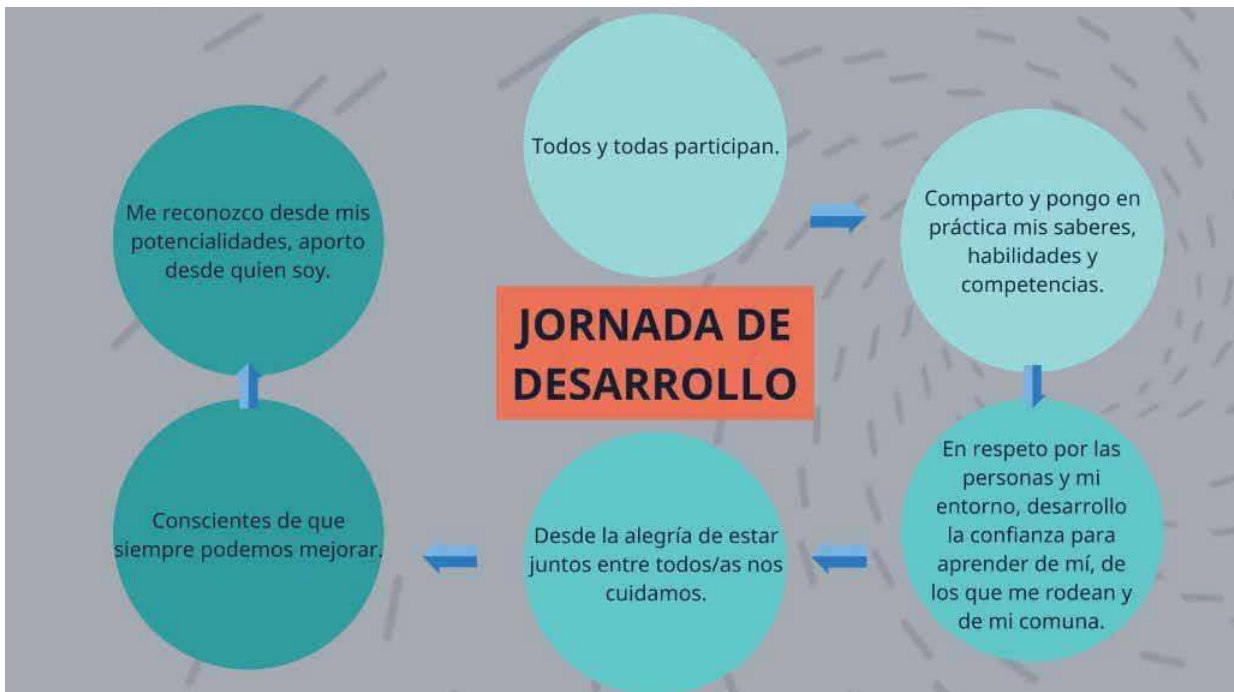 Todos y todas participan.
Comparto y pongo en
práctica mis saberes,
habilidades y
competencias.
En respeto por las
personas y mi
entorno, desarrollo
la confianza para
aprender de mí, de
los que me rodean y
de mi comuna.
Desde la alegría de estar
juntos entre todos/as nos
cuidamos.
Conscientes de que
siempre podemos mejorar.
Me reconozco desde mis
potencialidades, aporto
desde quien soy.
JORNADA DE
DESARROLLO